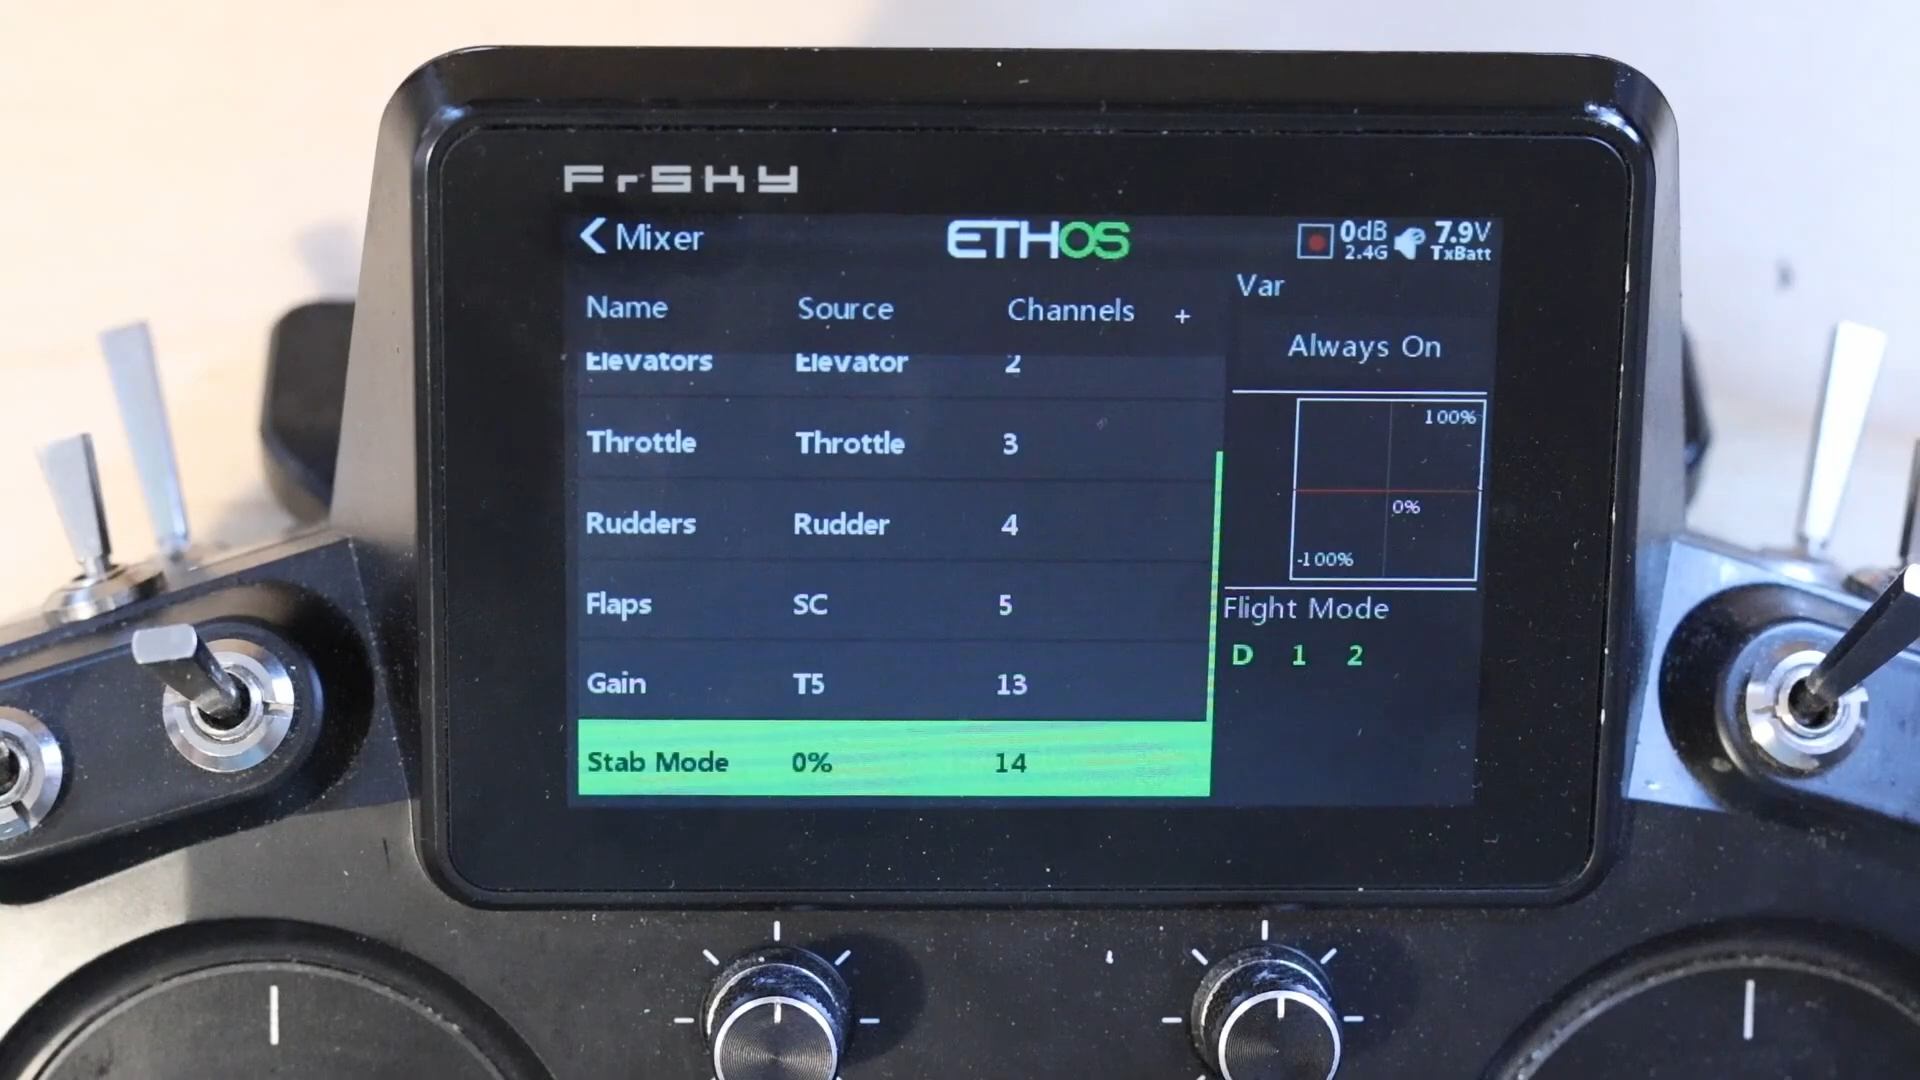 FrSKY
Mixer
ETHOS
0dB
2.4G
7.9V
TxBatt
Name Source Channels +
Elevators Elevator 2
Throttle Throttle 3
Rudders Rudder 4
Flaps SC 5
Gain T5 13
Stab Mode 0% 14
Var
Always On
100%
0%
-100%
Flight Mode
D 1 2